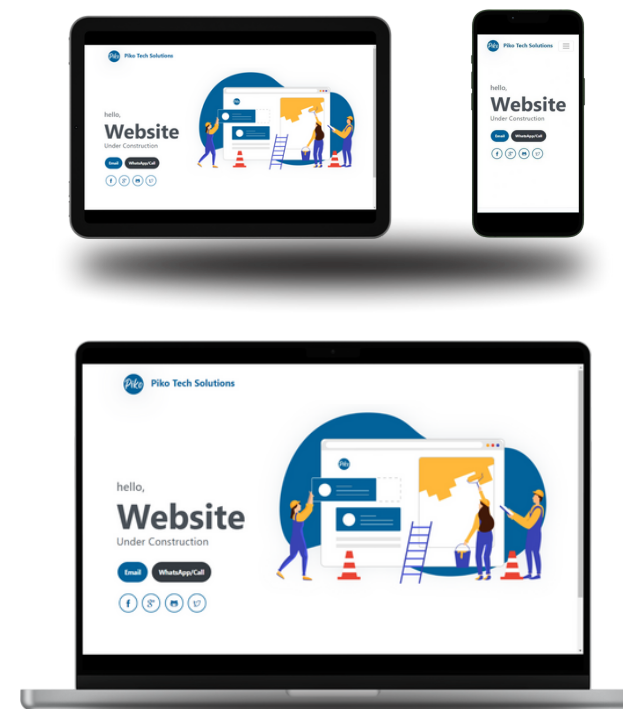 Piko Piko Tech Solutions
hello,
Website
Under Construction
Email WhatsApp/Call
Piko Piko Tech Solutions
hello,
Website
Under Construction
Email WhatsApp/Call
Piko Piko Tech Solutions
Piko
hello,
Website
Under Construction
Email WhatsApp/Call